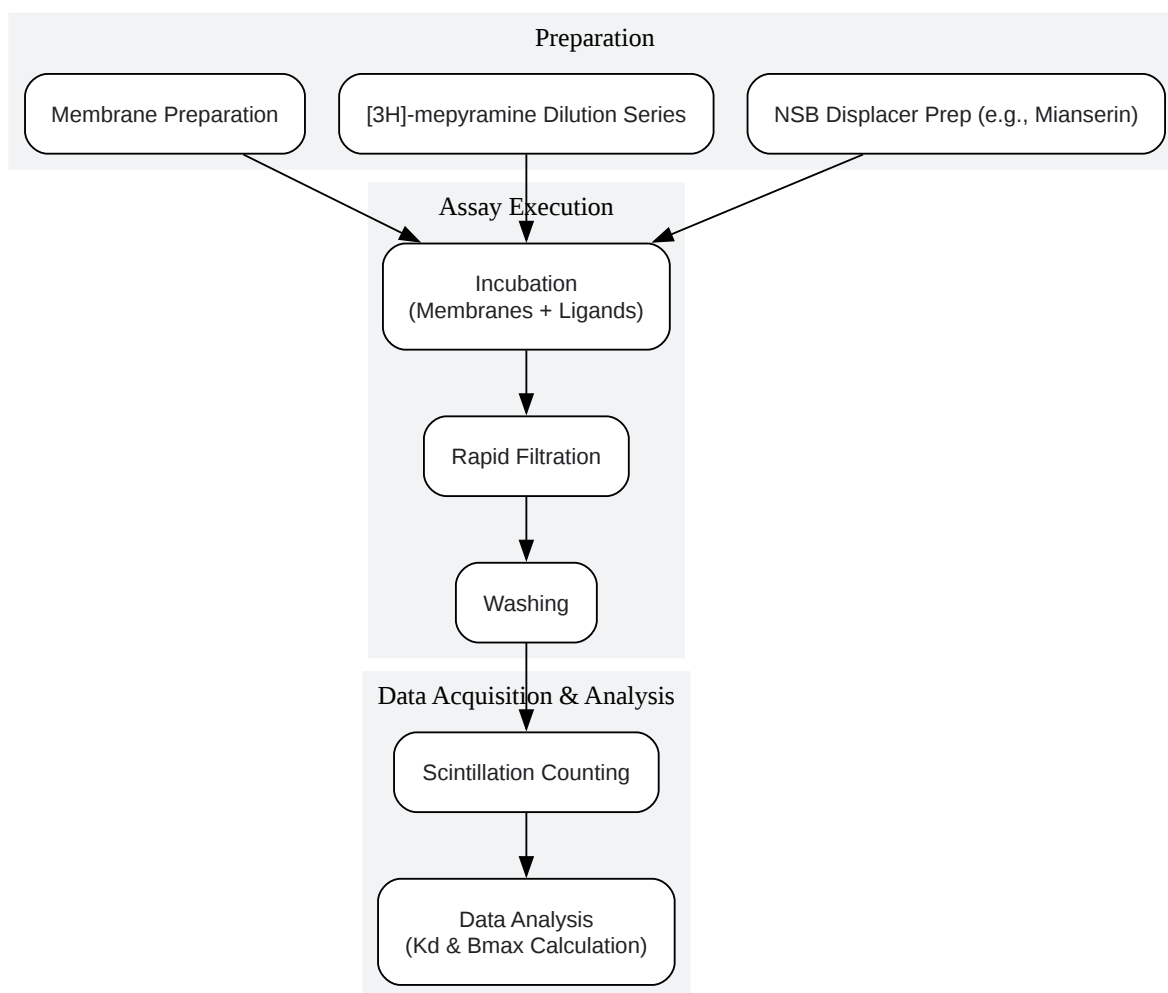 Preparation
Membrane Preparation
[3H]-mepyramine Dilution Series
NSB Displacer Prep (e.g., Mianserin)
Assay Execution
Incubation
(Membranes + Ligands)
Rapid Filtration
Washing
Data Acquisition & Analysis
Scintillation Counting
Data Analysis
(Kd & Bmax Calculation)